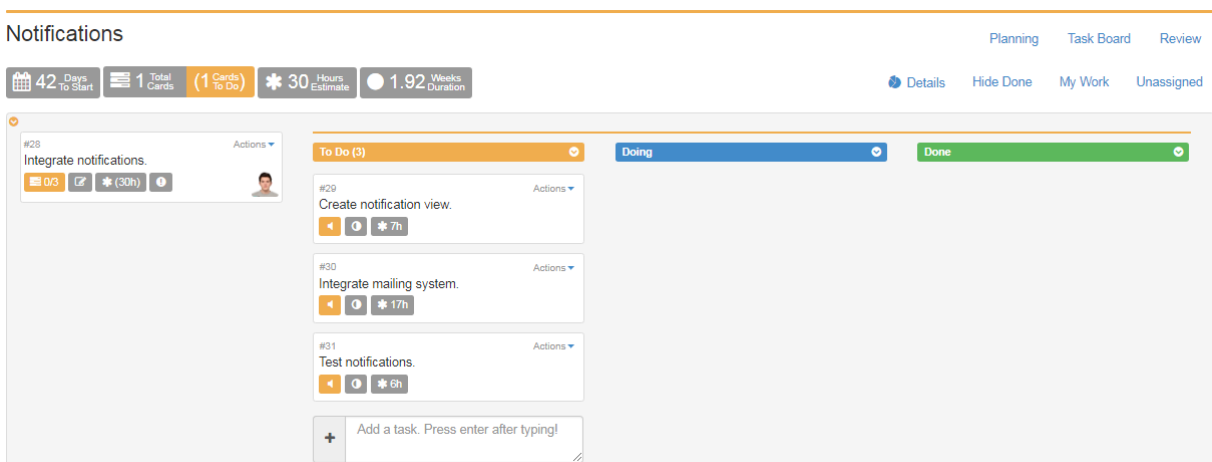 Notifications
Planning Task Board Review
42 Days To Start 1 Total Cards (1 Cards To Do) 30 Hours Estimate 1.92 Weeks Duration
Details Hide Done My Work Unassigned
#28 Actions
Integrate notifications.
0/3 (30h)
To Do (3) Doing Done
#29 Actions
Create notification view.
7h
#30 Actions
Integrate mailing system.
17h
#31 Actions
Test notifications.
6h
Add a task. Press enter after typing!